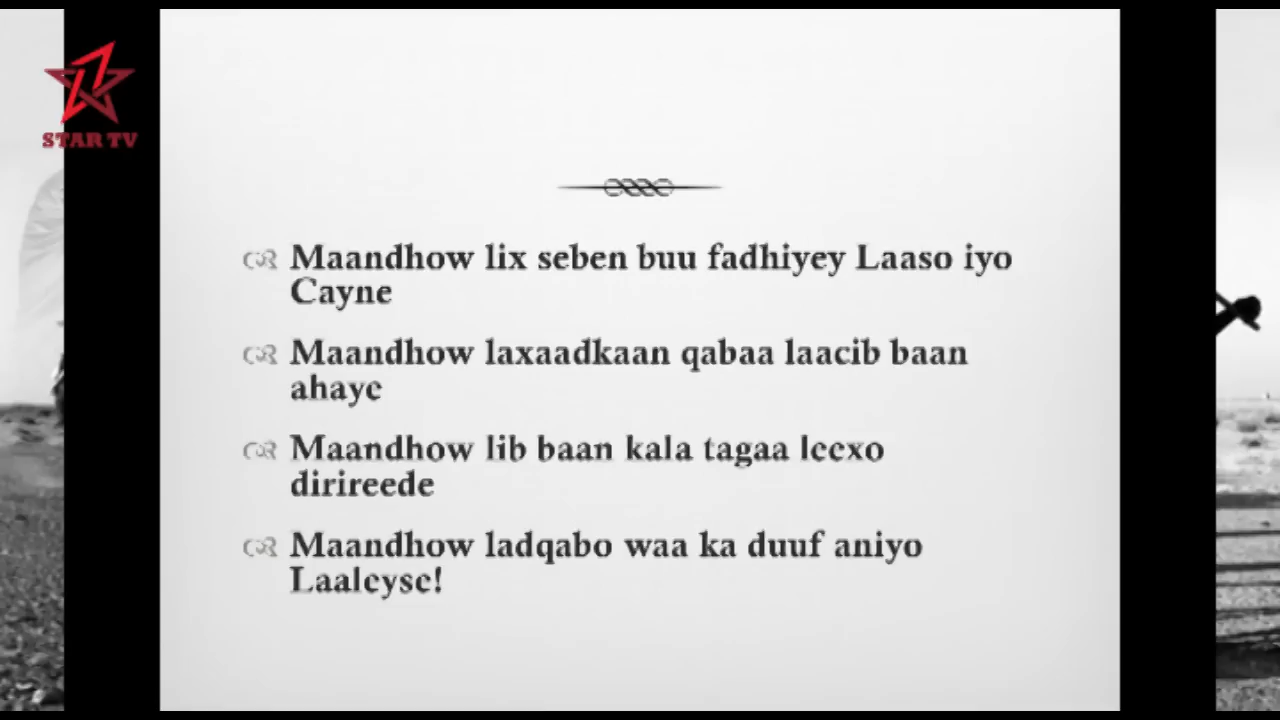 STAR TV
Maandhow lix seben buu fadhiyey Laaso iyo
Cayne
Maandhow laxaadkaan qabaa laacib baan
ahaye
Maandhow lib baan kala tagaa leexo
dirireede
Maandhow ladqabo waa ka duuf aniyo
Laaleyse!